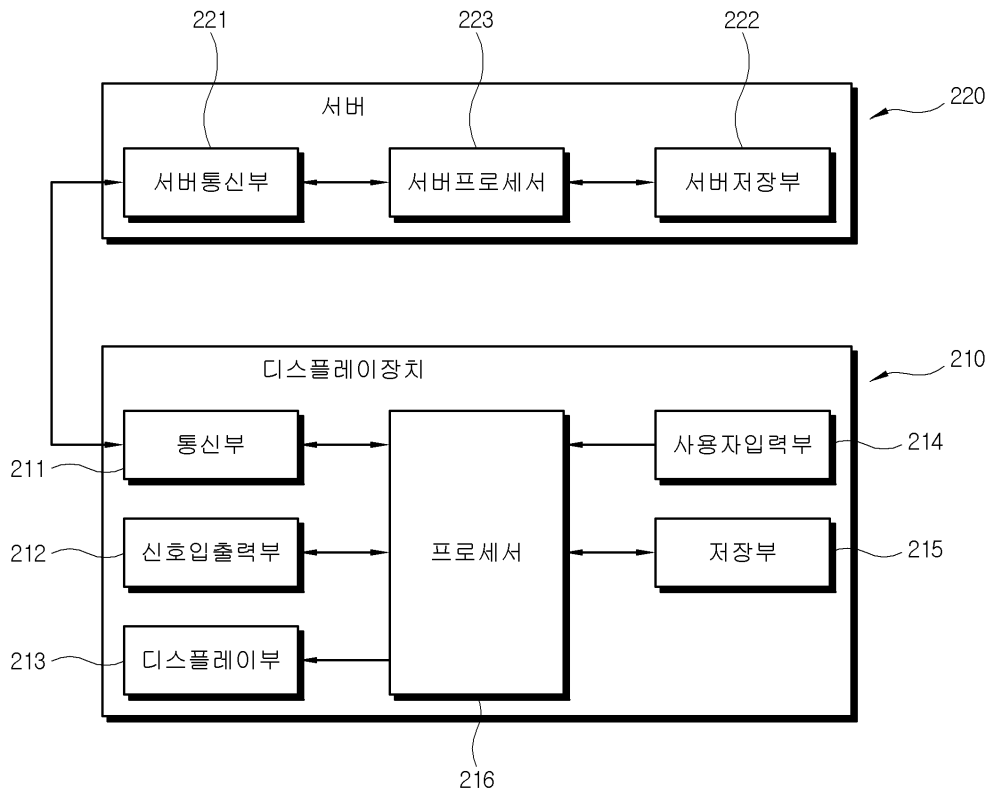 221
223
222
서버
220
서버통신부
서버프로세서
서버저장부
디스플레이장치
210
통신부
사용자입력부
214
211
212
신호입출력부
프로세서
저장부
215
213
디스플레이부
216